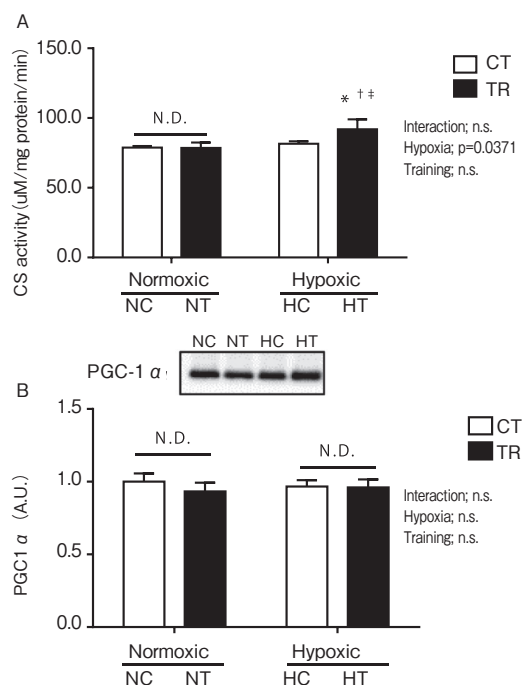 A
CS activity (uM/mg protein/min)
150.0
100.0
50.0
0.0
N.D.
* † ‡
CT
TR
Interaction; n.s.
Hypoxia; p=0.0371
Training; n.s.
Normoxic
Hypoxic
NC NT HC HT
NC NT HC HT
PGC-1 α
B
PGC1 α (A.U.)
1.5
1.0
0.5
0.0
N.D.
N.D.
CT
TR
Interaction; n.s.
Hypoxia; n.s.
Training; n.s.
Normoxic
Hypoxic
NC NT HC HT